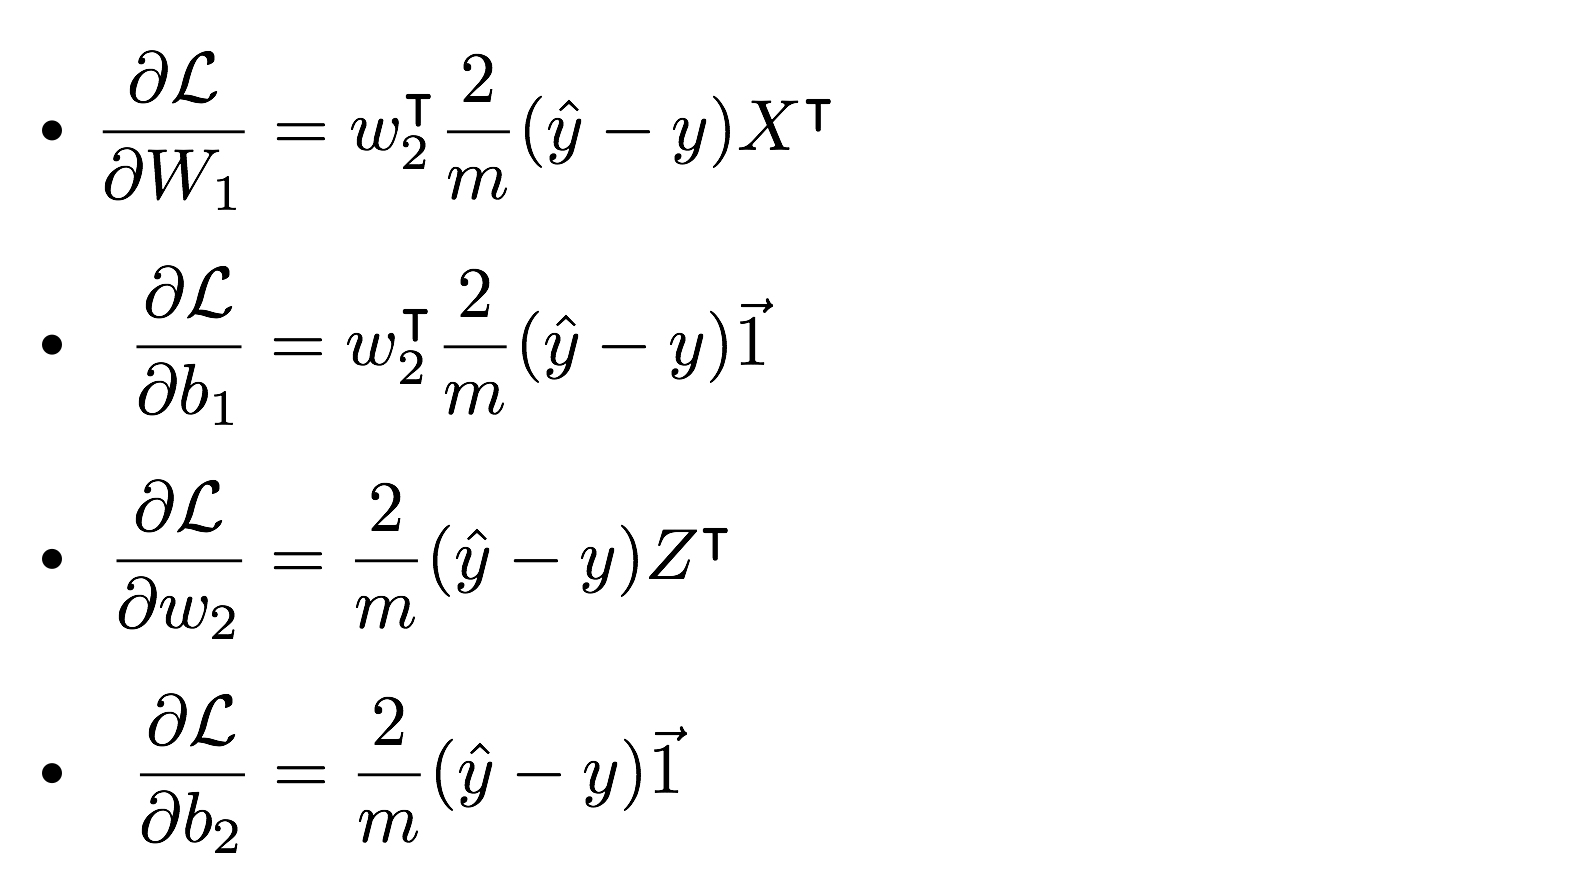 • ∂ℒ/∂W₁ = w₂ᵀ 2/m (ŷ − y)Xᵀ
• ∂ℒ/∂b₁ = w₂ᵀ 2/m (ŷ − y)1⃗
• ∂ℒ/∂w₂ = 2/m (ŷ − y)Zᵀ
• ∂ℒ/∂b₂ = 2/m (ŷ − y)1⃗